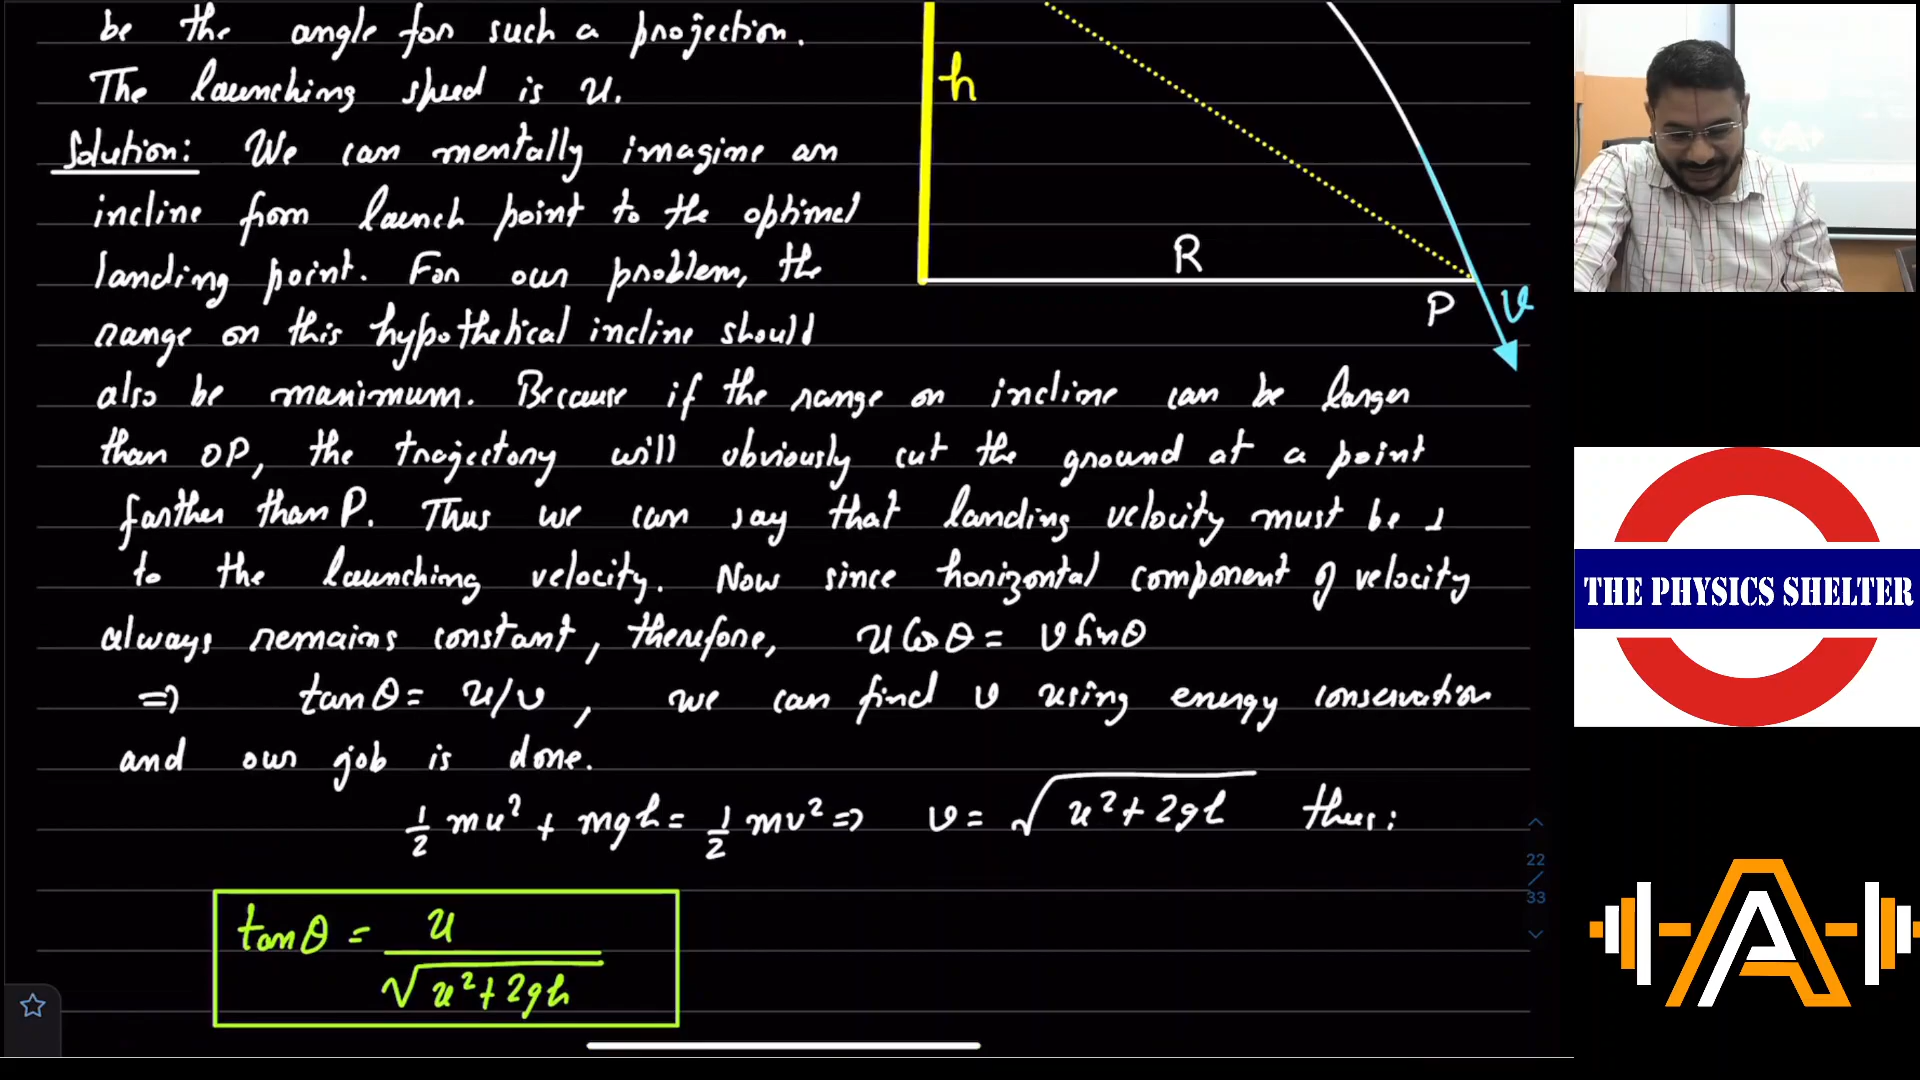 be the angle for such a projection.
The launching speed is u.
h
Solution: We can mentally imagine an
incline from launch point to the optimal
landing point. For our problem, the
R
P
v
range on this hypothetical incline should
also be maximum. Because if the range on incline can be larger
than OP, the trajectory will obviously cut the ground at a point
farther than P. Thus we can say that landing velocity must be ⊥
to the launching velocity. Now since horizontal component of velocity
always remains constant, therefore, u cosθ = v sinθ
⇒ tanθ = u/v, we can find v using energy conservation
and our job is done.
½ mu² + mgh = ½ mv² ⇒ v = √(u² + 2gh) thus:
tanθ = u / √(u² + 2gh)
22
/
33
THE PHYSICS SHELTER
A